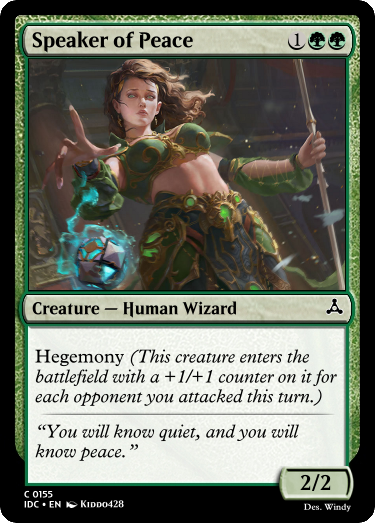 Speaker of Peace 1
Creature — Human Wizard
Hegemony (This creature enters the
battlefield with a +1/+1 counter on it for
each opponent you attacked this turn.)
“You will know quiet, and you will
know peace.”
2/2
C 0155
IDC • EN Kiddo428
Des. Windy